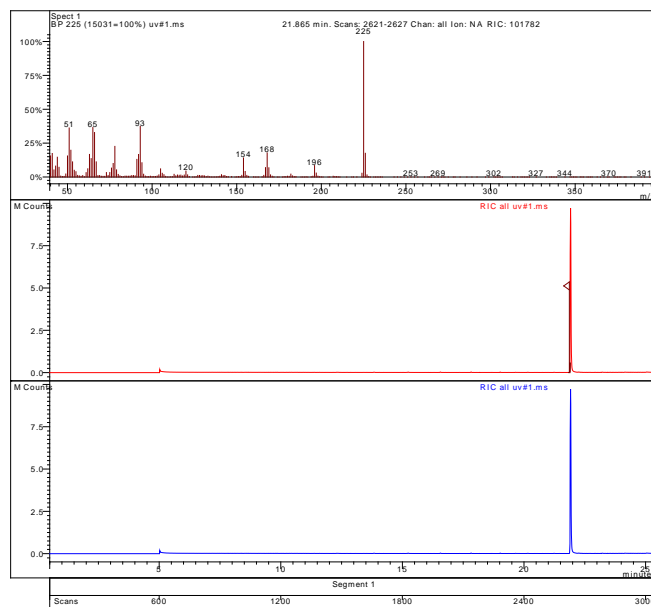 Spect 1
BP 225 (15031=100%) uv#1.ms 21.865 min. Scans: 2621-2627 Chan: all Ion: NA RIC: 101782
225
100%
75%
50%
51 65 93
25%
154 168
120 196
253 269 302 327 344 370 391
0%
50 100 150 200 250 300 350
m/
M Counts RIC all uv#1.ms
7.5
5.0
2.5
0.0
M Counts RIC all uv#1.ms
7.5
5.0
2.5
0.0
5 10 15 20 25
minute
Segment 1
Scans 600 1200 1800 2400 300